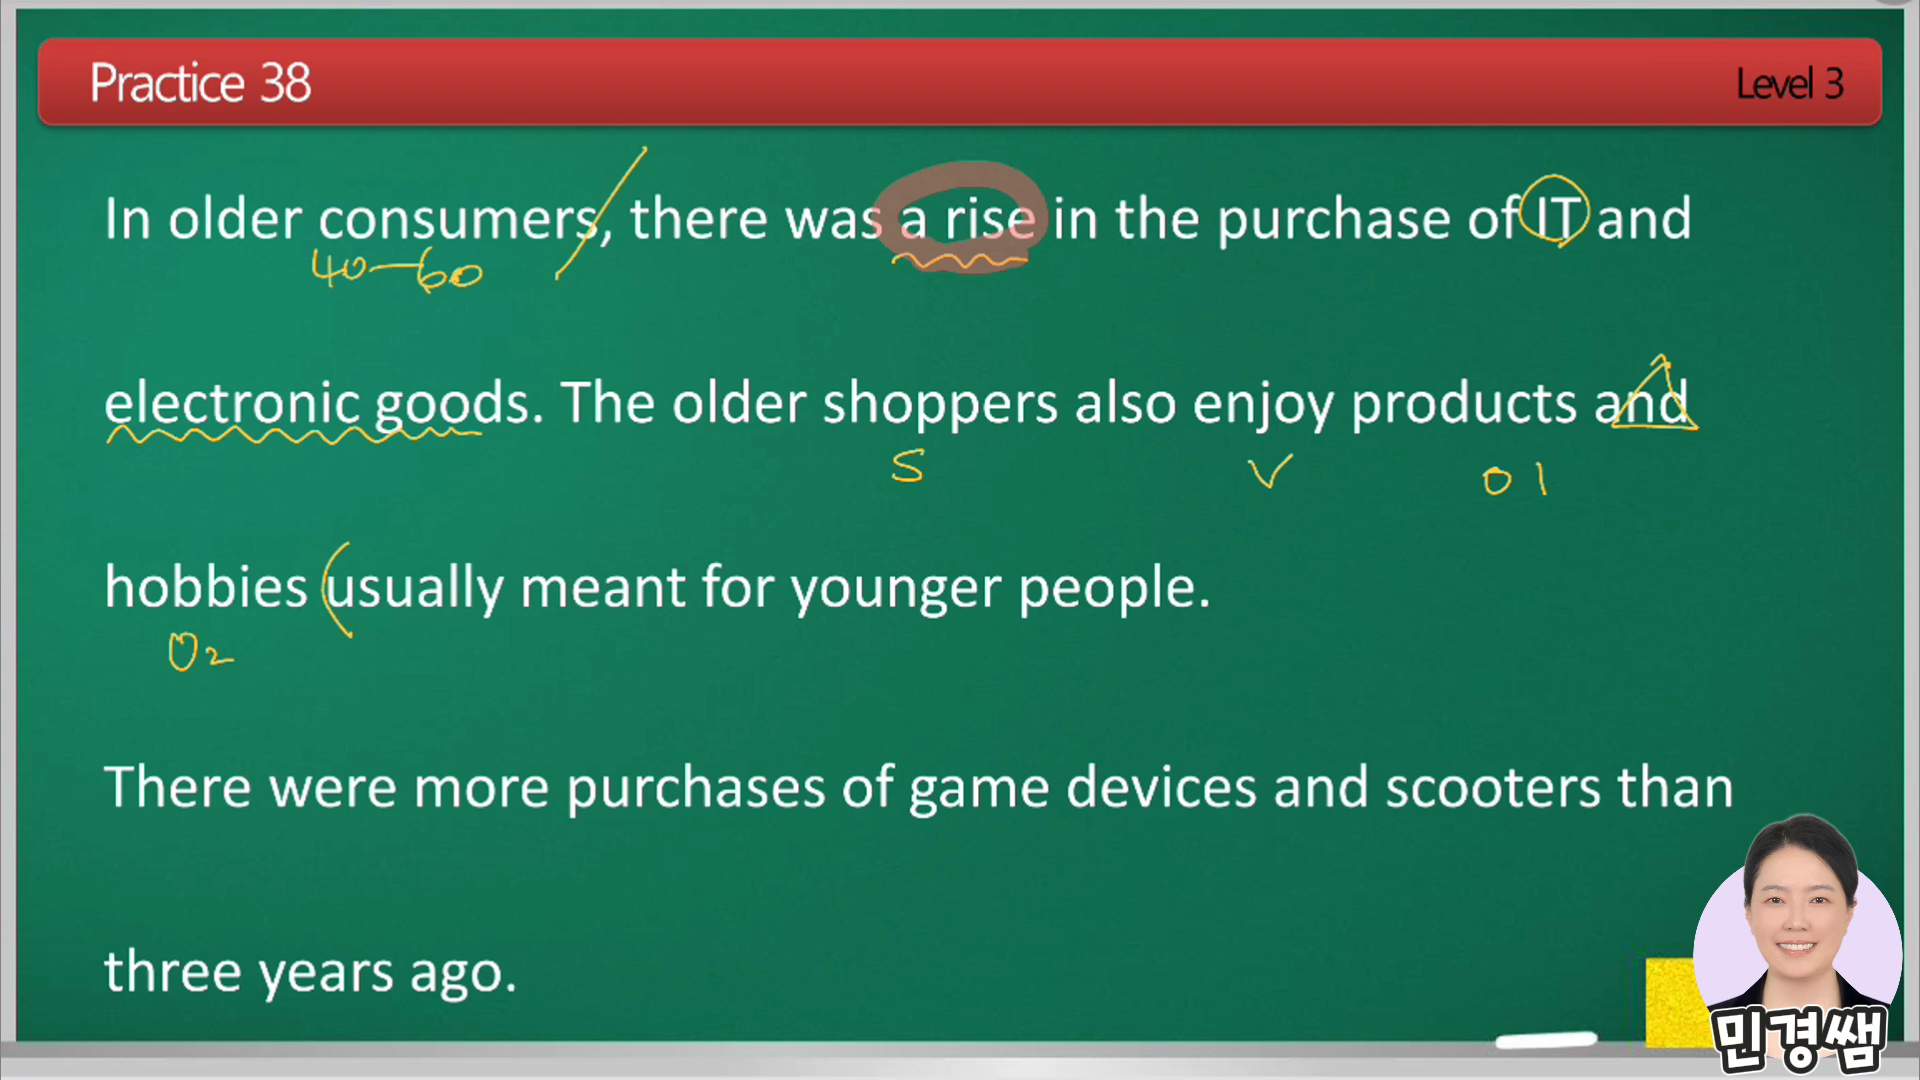 Practice 38
Level 3
In older consumers, there was a rise in the purchase of IT and
40-60
electronic goods. The older shoppers also enjoy products and
S V O 1
hobbies (usually meant for younger people.
O2
There were more purchases of game devices and scooters than
three years ago.
민경쌤